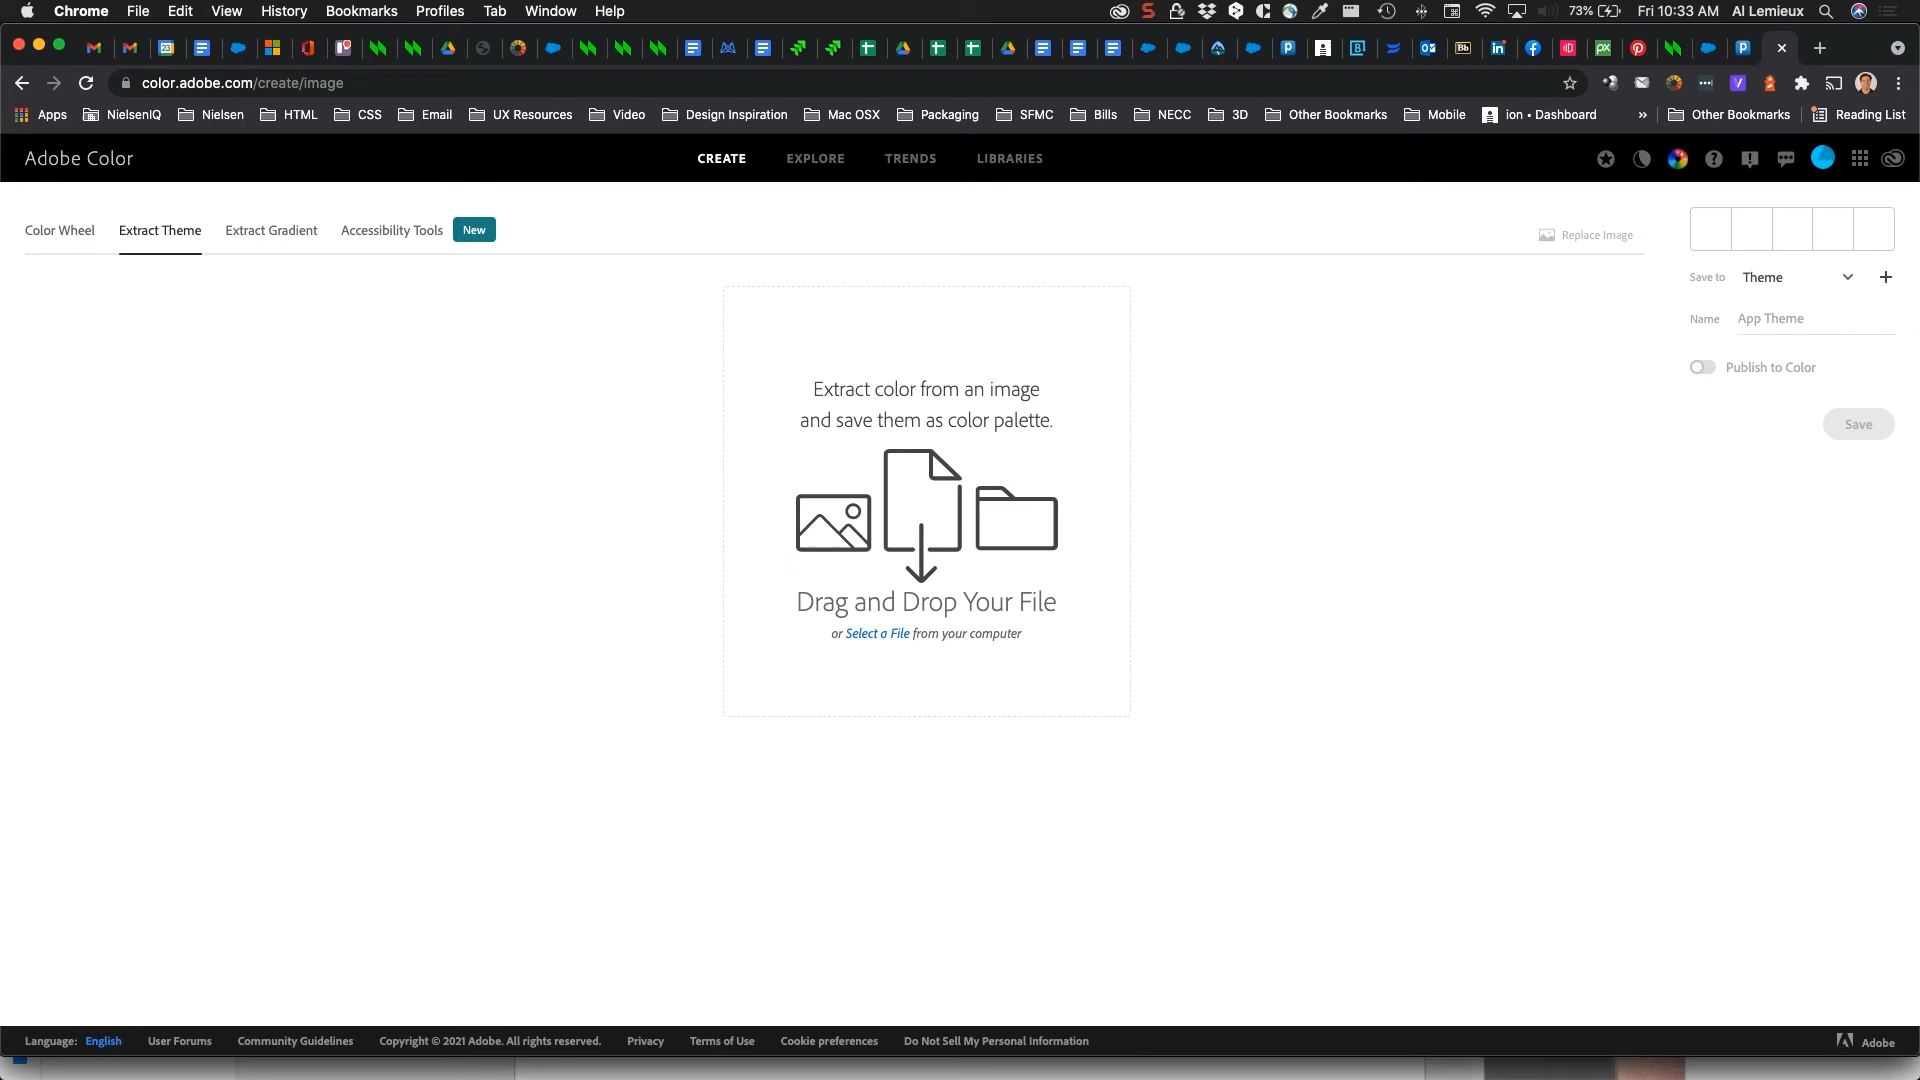 Chrome File Edit View History Bookmarks Profiles Tab Window Help 73% Fri 10:33 AM Al Lemieux
color.adobe.com/create/image
Apps NielsenIQ Nielsen HTML CSS Email UX Resources Video Design Inspiration Mac OSX Packaging SFMC Bills NECC 3D Other Bookmarks Mobile ion • Dashboard » Other Bookmarks Reading List
Adobe Color CREATE EXPLORE TRENDS LIBRARIES
Color Wheel Extract Theme Extract Gradient Accessibility Tools New
Replace Image
Save to Theme
Name App Theme
Publish to Color
Save
Extract color from an image
and save them as color palette.
Drag and Drop Your File
or Select a File from your computer
Language: English User Forums Community Guidelines Copyright © 2021 Adobe. All rights reserved. Privacy Terms of Use Cookie preferences Do Not Sell My Personal Information Adobe